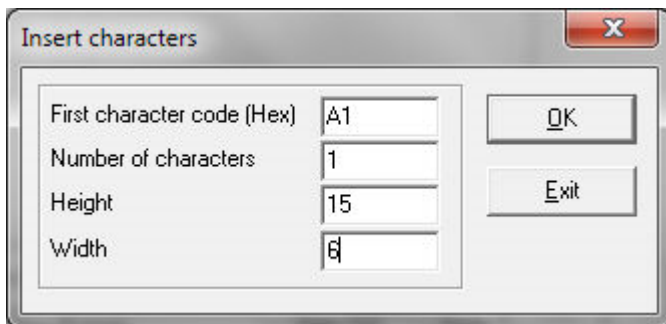 Insert characters
First character code (Hex) A1 OK
Number of characters 1
Height 15 Exit
Width 6